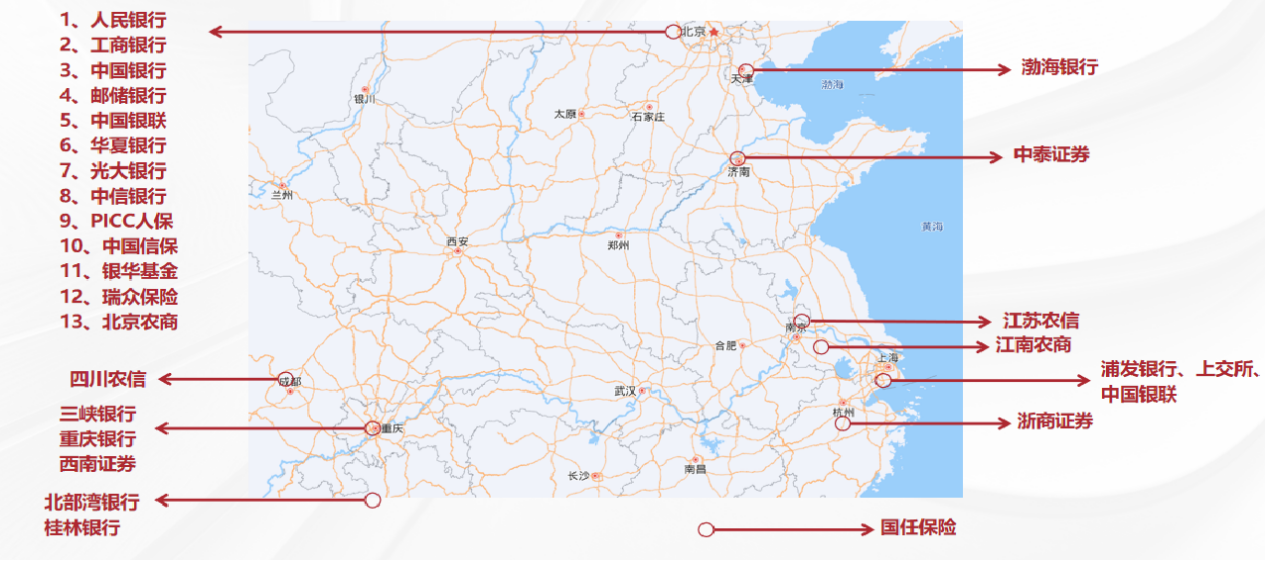 1、人民银行
2、工商银行
3、中国银行
4、邮储银行
5、中国银联
6、华夏银行
7、光大银行
8、中信银行
9、PICC人保
10、中国信保
11、银华基金
12、瑞众保险
13、北京农商
四川农信
三峡银行
重庆银行
西南证券
北部湾银行
桂林银行
北京
天津
渤海
银川
太原
石家庄
济南
兰州
西安
郑州
黄海
南京
合肥
上海
成都
武汉
杭州
重庆
长沙
南昌
渤海银行
中泰证券
江苏农信
江南农商
浦发银行、上交所、
中国银联
浙商证券
国任保险